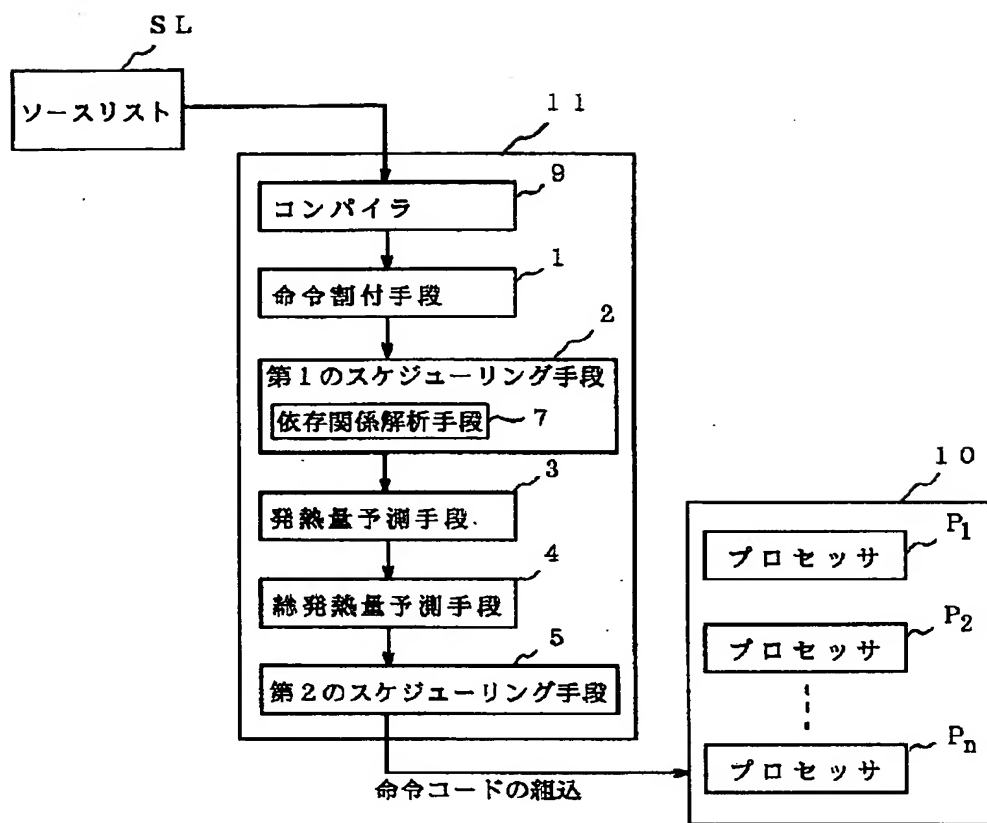 SL
ソースリスト
11
9
コンパイラ
1
命令割付手段
2
第1のスケジューリング手段
依存関係解析手段
7
3
発熱量予測手段
4
総発熱量予測手段
5
第2のスケジューリング手段
命令コードの組込
10
プロセッサ
P1
プロセッサ
P2
プロセッサ
Pn